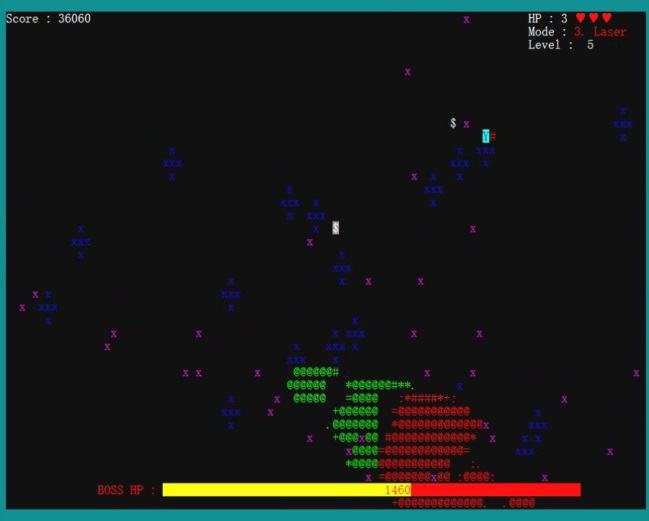 Score : 36060
HP : 3 ♥♥♥
Mode : 3. Laser
Level : 5
BOSS HP : 1460